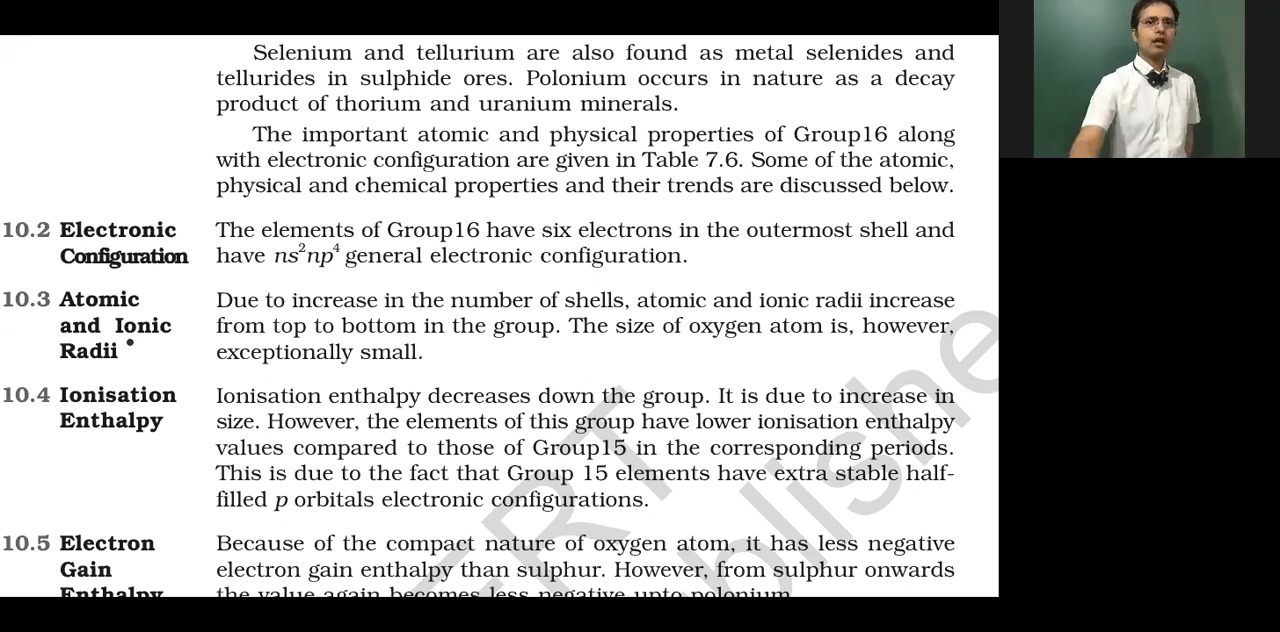 Selenium and tellurium are also found as metal selenides and
tellurides in sulphide ores. Polonium occurs in nature as a decay
product of thorium and uranium minerals.
The important atomic and physical properties of Group16 along
with electronic configuration are given in Table 7.6. Some of the atomic,
physical and chemical properties and their trends are discussed below.
10.2 Electronic
Configuration
The elements of Group16 have six electrons in the outermost shell and
have ns²np⁴ general electronic configuration.
10.3 Atomic
and Ionic
Radii
Due to increase in the number of shells, atomic and ionic radii increase
from top to bottom in the group. The size of oxygen atom is, however,
exceptionally small.
10.4 Ionisation
Enthalpy
Ionisation enthalpy decreases down the group. It is due to increase in
size. However, the elements of this group have lower ionisation enthalpy
values compared to those of Group15 in the corresponding periods.
This is due to the fact that Group 15 elements have extra stable half-
filled p orbitals electronic configurations.
10.5 Electron
Gain
Enthalpy
Because of the compact nature of oxygen atom, it has less negative
electron gain enthalpy than sulphur. However, from sulphur onwards
the value again becomes less negative upto polonium.